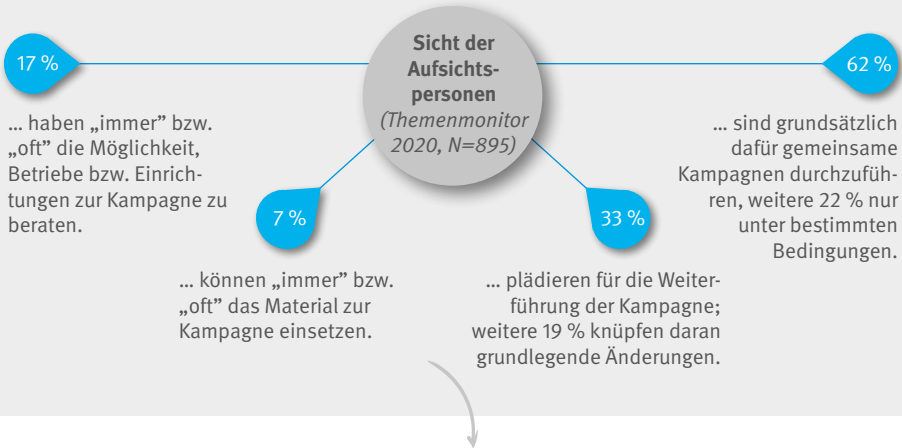 Sicht der
Aufsichts-
personen
(Themenmonitor
2020, N=895)
17 %
... haben „immer” bzw.
„oft” die Möglichkeit,
Betriebe bzw. Einrich-
tungen zur Kampagne zu
beraten.
7 %
... können „immer” bzw.
„oft” das Material zur
Kampagne einsetzen.
33 %
... plädieren für die Weiter-
führung der Kampagne;
weitere 19 % knüpfen daran
grundlegende Änderungen.
62 %
... sind grundsätzlich
dafür gemeinsame
Kampagnen durchzufüh-
ren, weitere 22 % nur
unter bestimmten
Bedingungen.